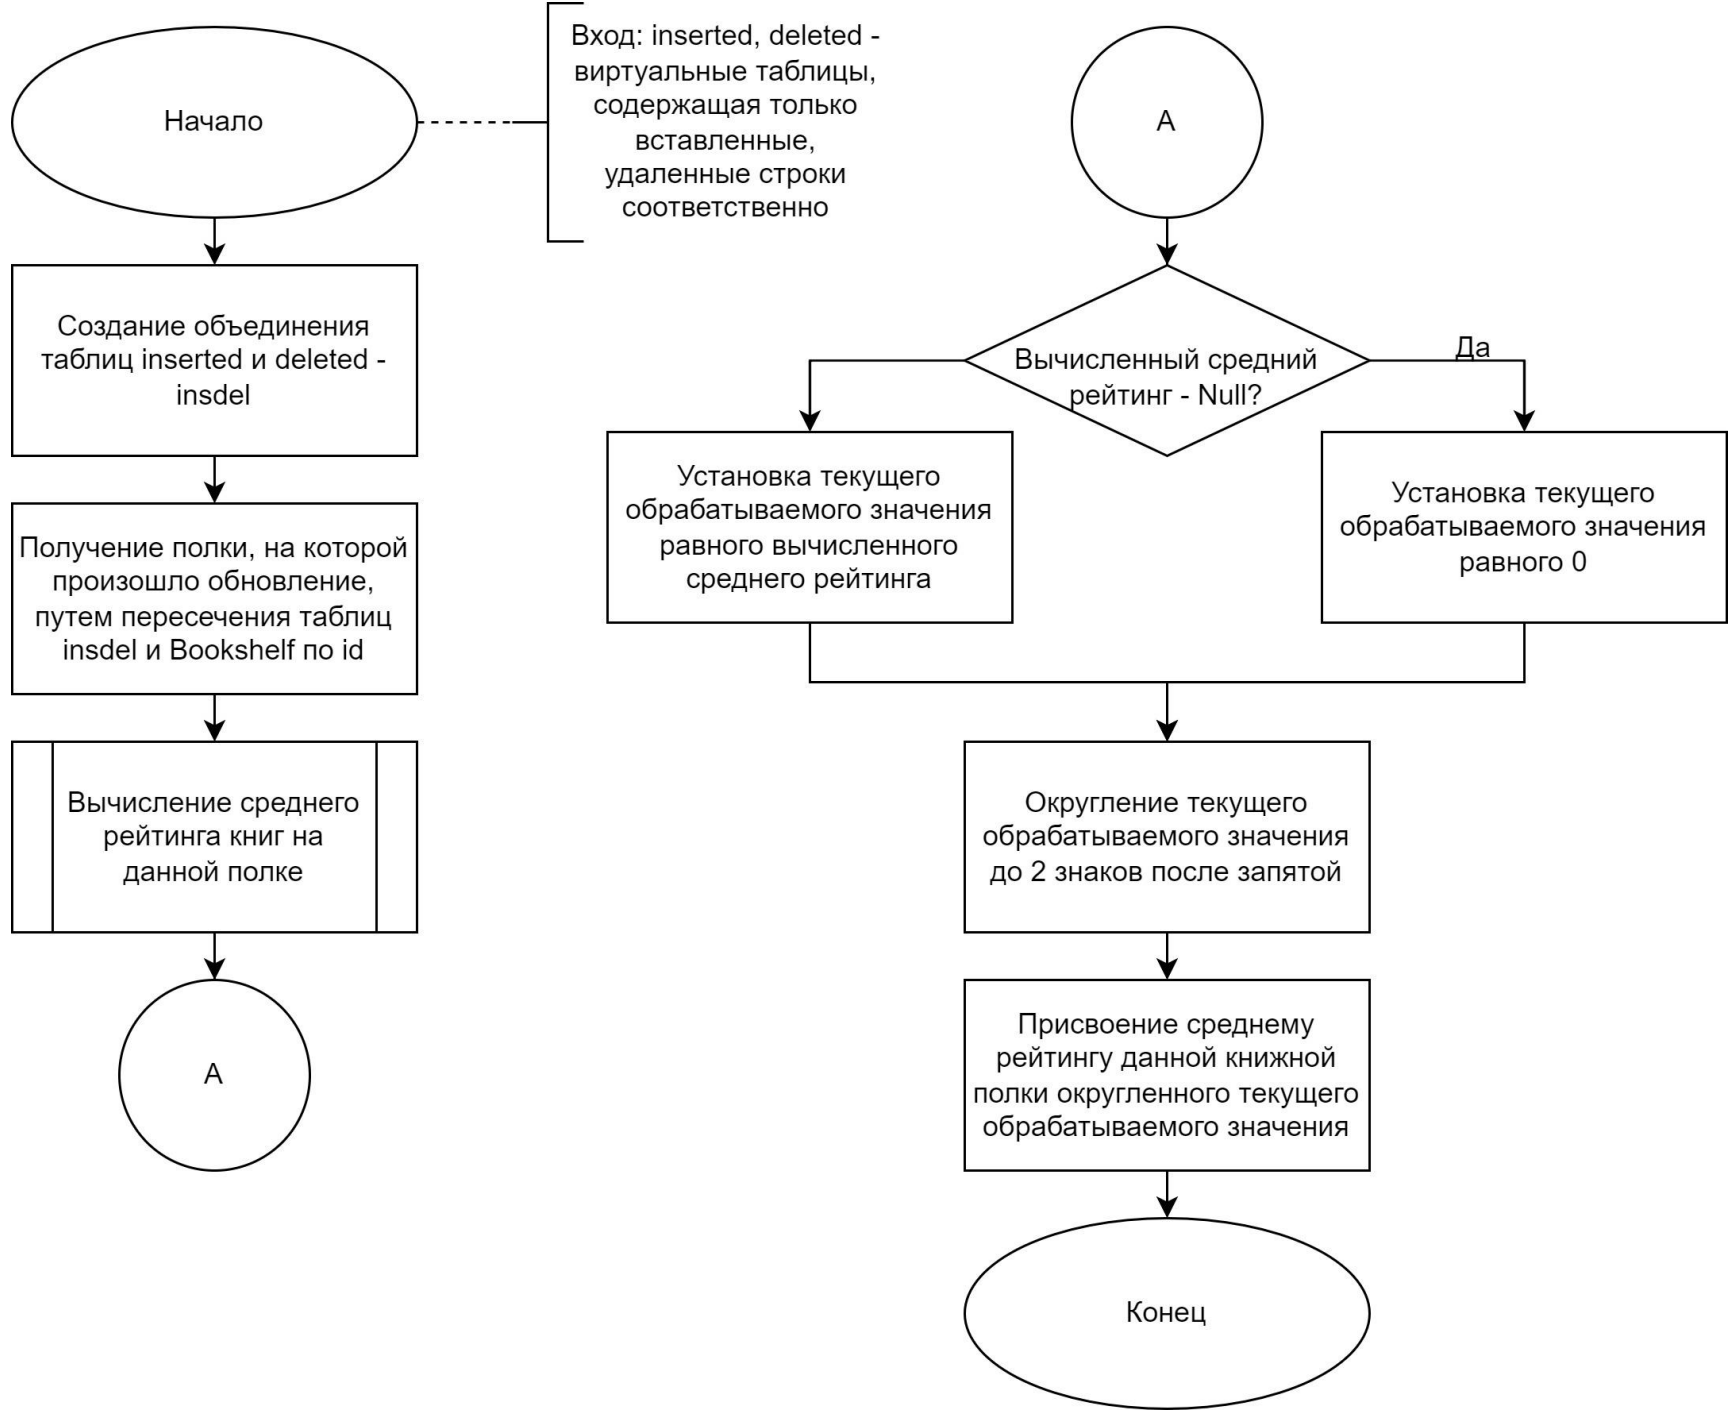 Начало
Вход: inserted, deleted -
виртуальные таблицы,
содержащая только
вставленные,
удаленные строки
соответственно
Создание объединения
таблиц inserted и deleted -
insdel
Получение полки, на которой
произошло обновление,
путем пересечения таблиц
insdel и Bookshelf по id
Вычисление среднего
рейтинга книг на
данной полке
А
А
Вычисленный средний
рейтинг - Null?
Да
Установка текущего
обрабатываемого значения
равного вычисленного
среднего рейтинга
Установка текущего
обрабатываемого значения
равного 0
Округление текущего
обрабатываемого значения
до 2 знаков после запятой
Присвоение среднему
рейтингу данной книжной
полки округленного текущего
обрабатываемого значения
Конец